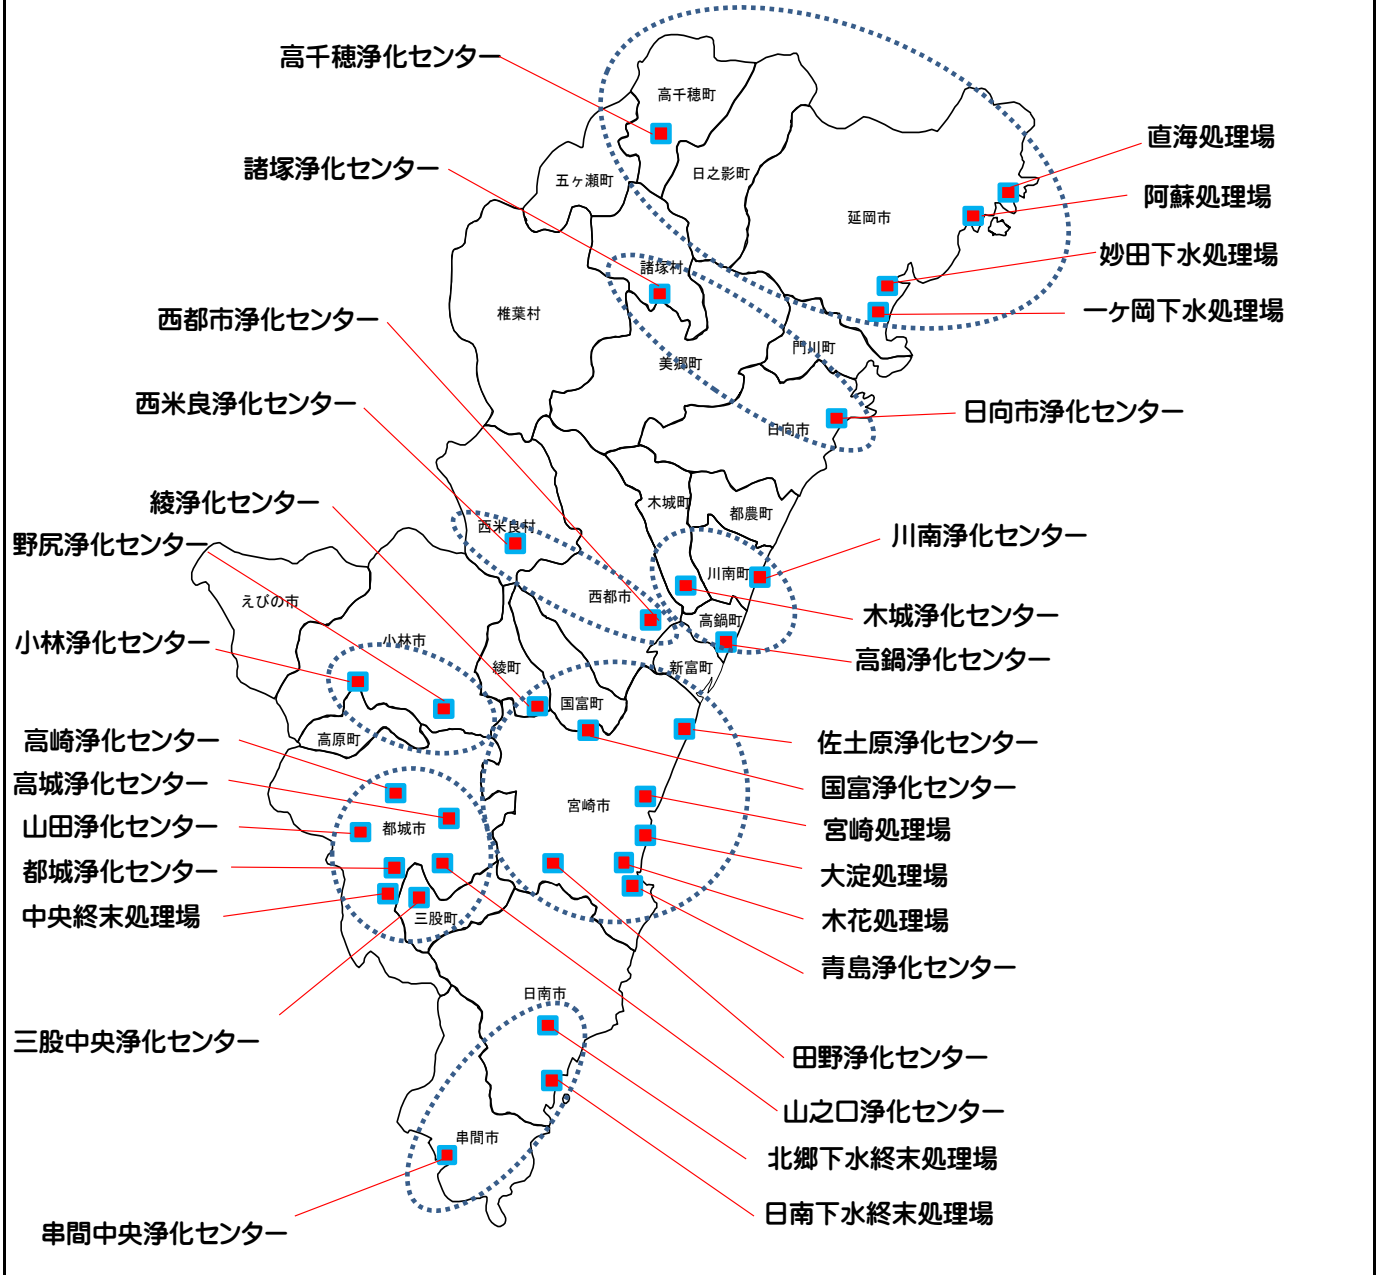 高千穂浄化センター
高千穂町
直海処理場
諸塚浄化センター
日之影町
五ヶ瀬町
阿蘇処理場
延岡市
妙田下水処理場
諸塚村
一ケ岡下水処理場
椎葉村
西都市浄化センター
門川町
美郷町
西米良浄化センター
日向市浄化センター
日向市
綾浄化センター
木城町
都農町
西米良村
川南浄化センター
野尻浄化センター
川南町
えびの市
西都市
木城浄化センター
高鍋町
小林市
小林浄化センター
高鍋浄化センター
綾町
新富町
国富町
高原町
高崎浄化センター
佐土原浄化センター
高城浄化センター
国富浄化センター
宮崎市
山田浄化センター
都城市
宮崎処理場
都城浄化センター
大淀処理場
中央終末処理場
三股町
木花処理場
青島浄化センター
日南市
三股中央浄化センター
田野浄化センター
山之口浄化センター
串間市
北郷下水終末処理場
日南下水終末処理場
串間中央浄化センター